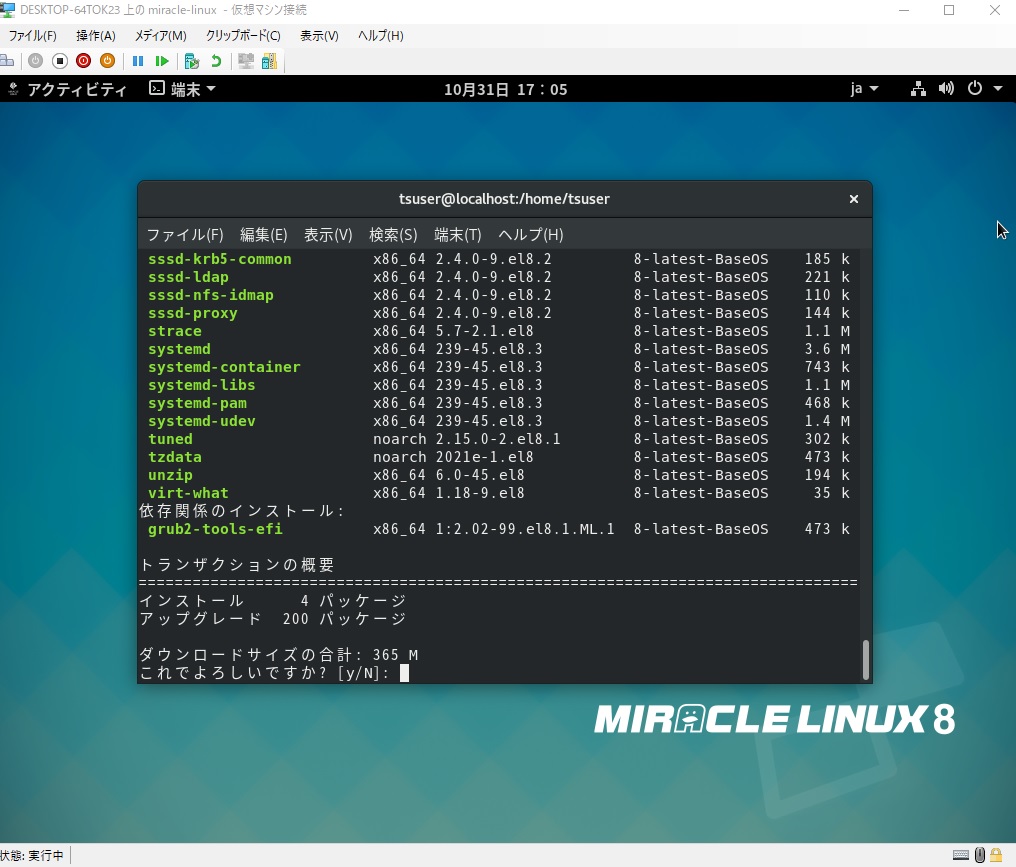 DESKTOP-64TOK23 上の miracle-linux - 仮想マシン接続
ファイル(F) 操作(A) メディア(M) クリップボード(C) 表示(V) ヘルプ(H)
アクティビティ 端末 10月31日 17：05 ja
tsuser@localhost:/home/tsuser
ファイル(F) 編集(E) 表示(V) 検索(S) 端末(T) ヘルプ(H)
sssd-krb5-common x86_64 2.4.0-9.el8.2 8-latest-BaseOS 185 k
sssd-ldap x86_64 2.4.0-9.el8.2 8-latest-BaseOS 221 k
sssd-nfs-idmap x86_64 2.4.0-9.el8.2 8-latest-BaseOS 110 k
sssd-proxy x86_64 2.4.0-9.el8.2 8-latest-BaseOS 144 k
strace x86_64 5.7-2.1.el8 8-latest-BaseOS 1.1 M
systemd x86_64 239-45.el8.3 8-latest-BaseOS 3.6 M
systemd-container x86_64 239-45.el8.3 8-latest-BaseOS 743 k
systemd-libs x86_64 239-45.el8.3 8-latest-BaseOS 1.1 M
systemd-pam x86_64 239-45.el8.3 8-latest-BaseOS 468 k
systemd-udev x86_64 239-45.el8.3 8-latest-BaseOS 1.4 M
tuned noarch 2.15.0-2.el8.1 8-latest-BaseOS 302 k
tzdata noarch 2021e-1.el8 8-latest-BaseOS 473 k
unzip x86_64 6.0-45.el8 8-latest-BaseOS 194 k
virt-what x86_64 1.18-9.el8 8-latest-BaseOS 35 k
依存関係のインストール:
grub2-tools-efi x86_64 1:2.02-99.el8.1.ML.1 8-latest-BaseOS 473 k
トランザクションの概要
================================================================================
インストール 4 パッケージ
アップグレード 200 パッケージ
ダウンロードサイズの合計: 365 M
これでよろしいですか? [y/N]:
MIRACLE LINUX 8
状態: 実行中